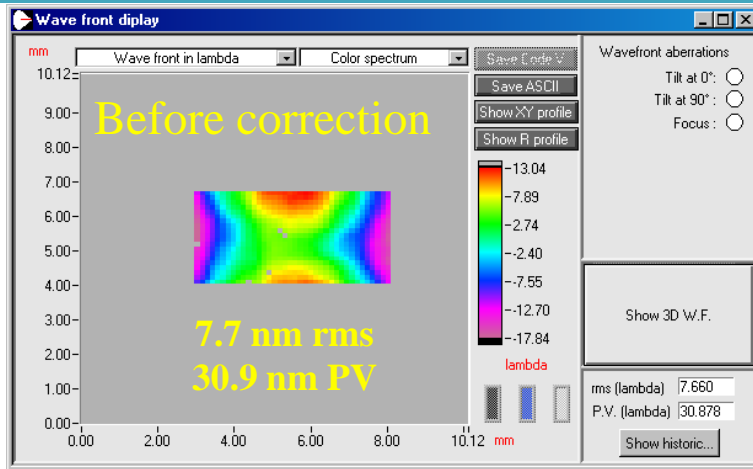 Wave front diplay
mm
Wave front in lambda
Color spectrum
Save Code V
Save ASCII
Show XY profile
Show R profile
Wavefront aberrations
Tilt at 0°:
Tilt at 90° :
Focus :
10.12=
9.00-
8.00-
7.00-
6.00-
5.00-
4.00-
3.00-
2.00-
1.00-
0.00-
Before correction
7.7 nm rms
30.9 nm PV
0.00 2.00 4.00 6.00 8.00 10.12 mm
-13.04
-7.89
-2.74
--2.40
--7.55
--12.70
--17.84
lambda
Show 3D W.F.
rms (lambda) 7.660
P.V. (lambda) 30.878
Show historic...